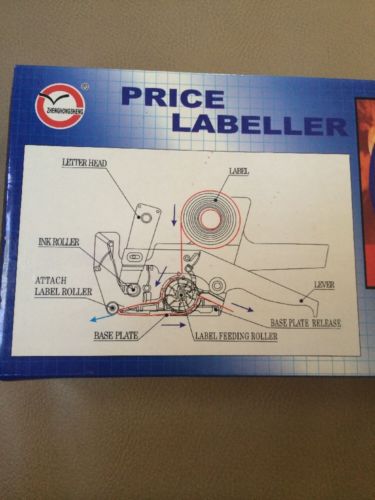 ZHENGHONGSHENG
®
PRICE
LABELLER
LETTER HEAD
LABEL
INK ROLLER
ATTACH
LABEL ROLLER
LEVER
BASE PLATE RELEASE
BASE PLATE
LABEL FEEDING ROLLER